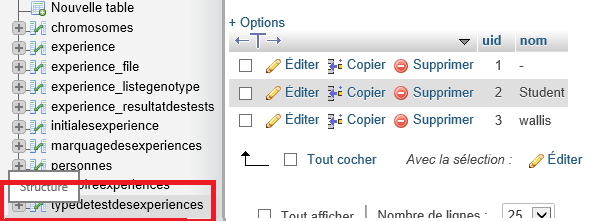 Nouvelle table
chromosomes
experience
experience_file
experience_listegenotype
experience_resultatdestests
initialesexperience
marquagedesexperiences
personnes
oireexperiences
Structure
typedetestdesexperiences
+ Options
uid nom
Éditer Copier Supprimer 1 -
Éditer Copier Supprimer 2 Student
Éditer Copier Supprimer 3 wallis
Tout cocher Avec la sélection : Éditer
Tout afficher Nombre de lignes : 25